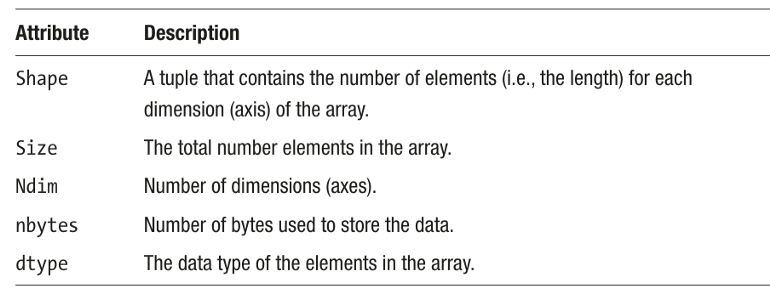 Attribute Description
Shape A tuple that contains the number of elements (i.e., the length) for each
dimension (axis) of the array.
Size The total number elements in the array.
Ndim Number of dimensions (axes).
nbytes Number of bytes used to store the data.
dtype The data type of the elements in the array.